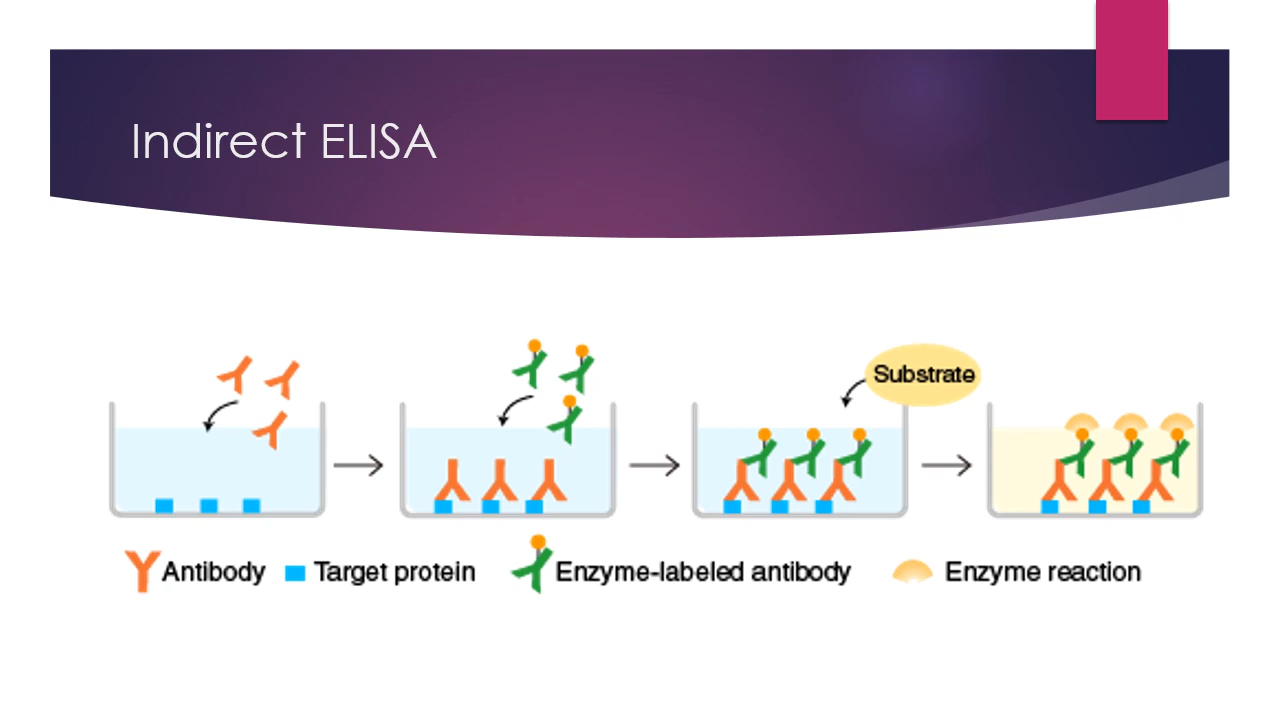 Indirect ELISA
Substrate
Antibody
Target protein
Enzyme-labeled antibody
Enzyme reaction